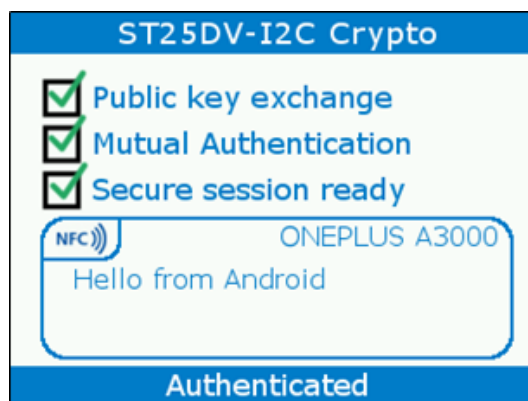 ST25DV-I2C Crypto
Public key exchange
Mutual Authentication
Secure session ready
NFC ONEPLUS A3000
Hello from Android
Authenticated